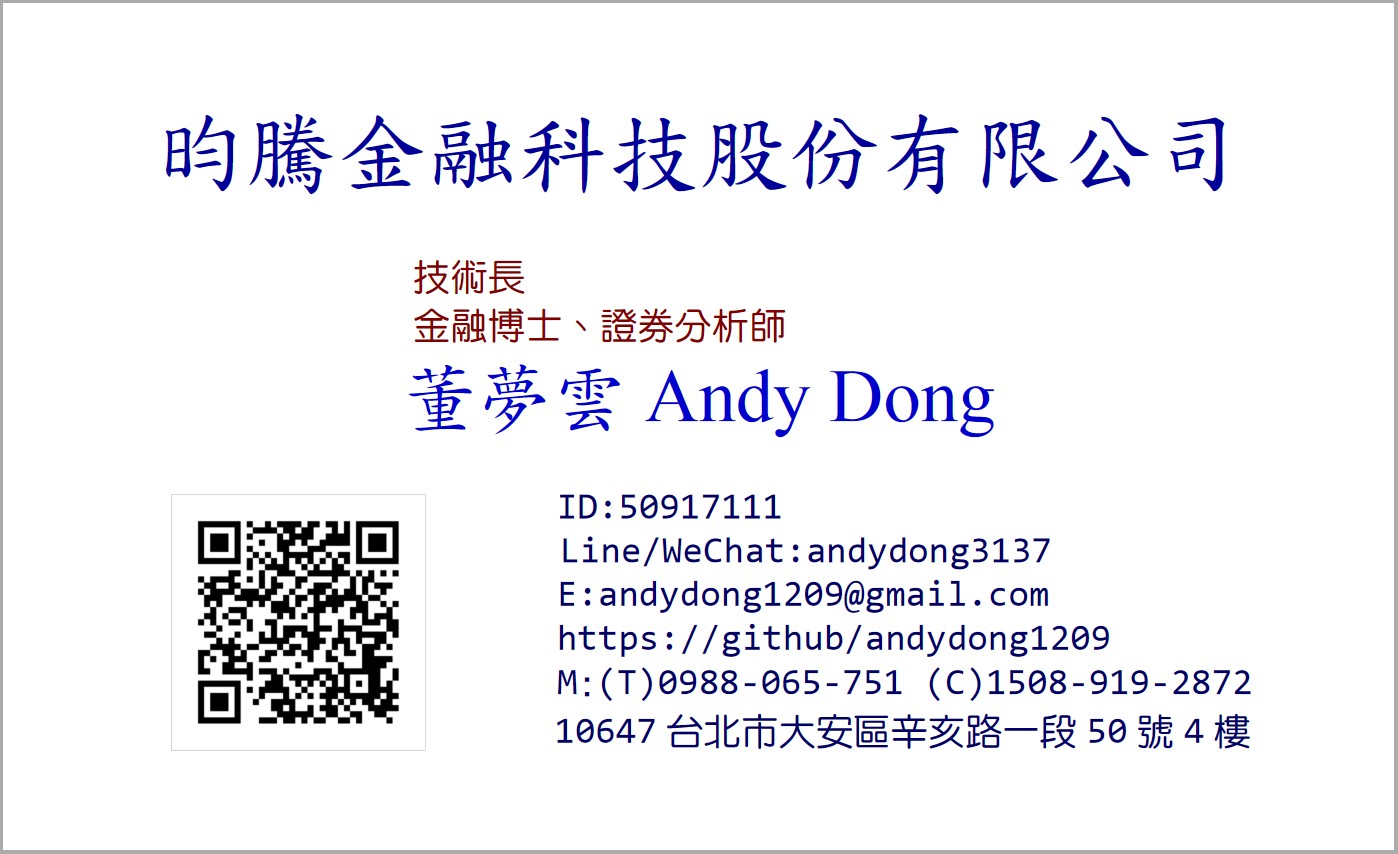 昀騰金融科技股份有限公司
技術長
金融博士、證券分析師
董夢雲 Andy Dong
ID:50917111
Line/WeChat:andydong3137
E:andydong1209@gmail.com
https://github/andydong1209
M:(T)0988-065-751 (C)1508-919-2872
10647 台北市大安區辛亥路一段 50 號 4 樓